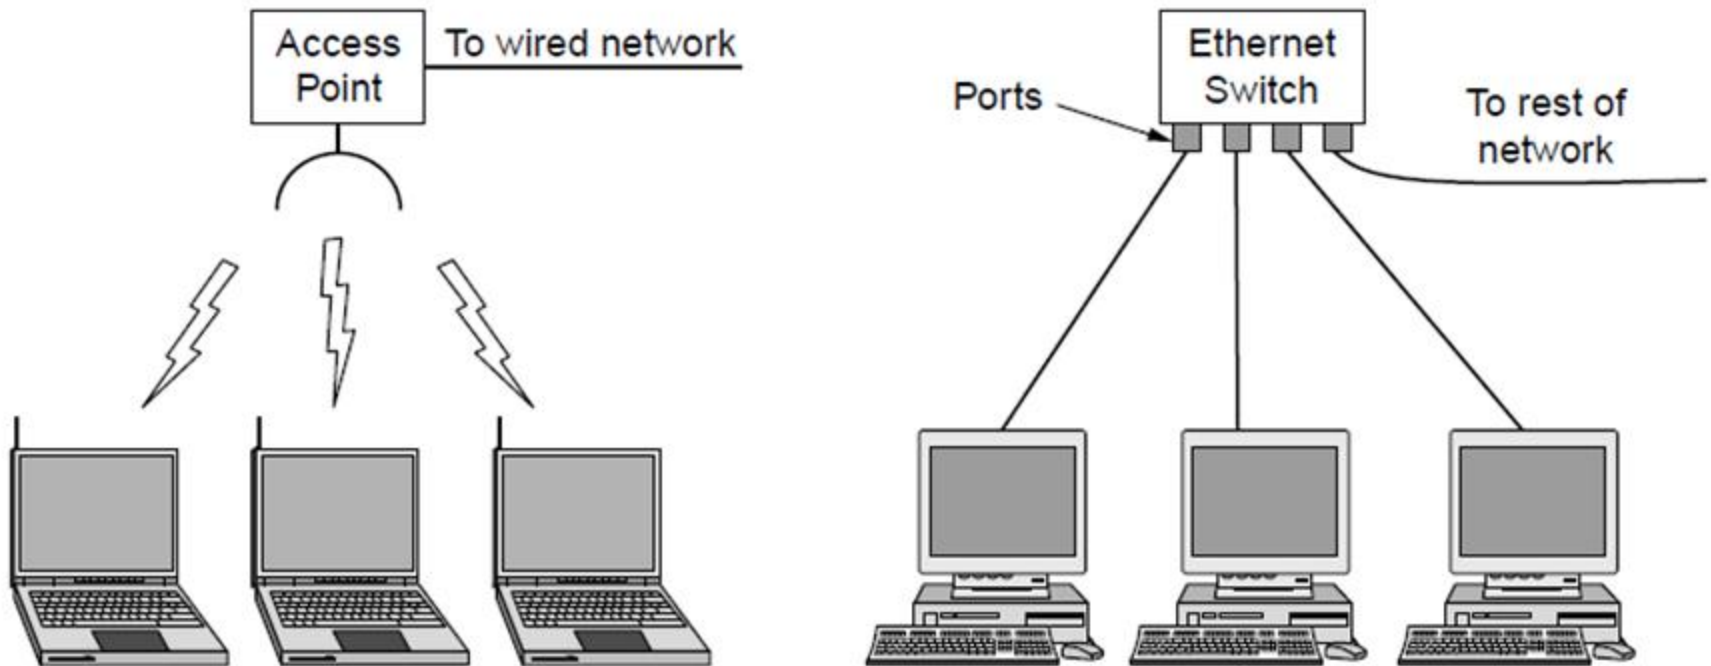 Access
Point
To wired network
Ethernet
Switch
Ports
To rest of
network